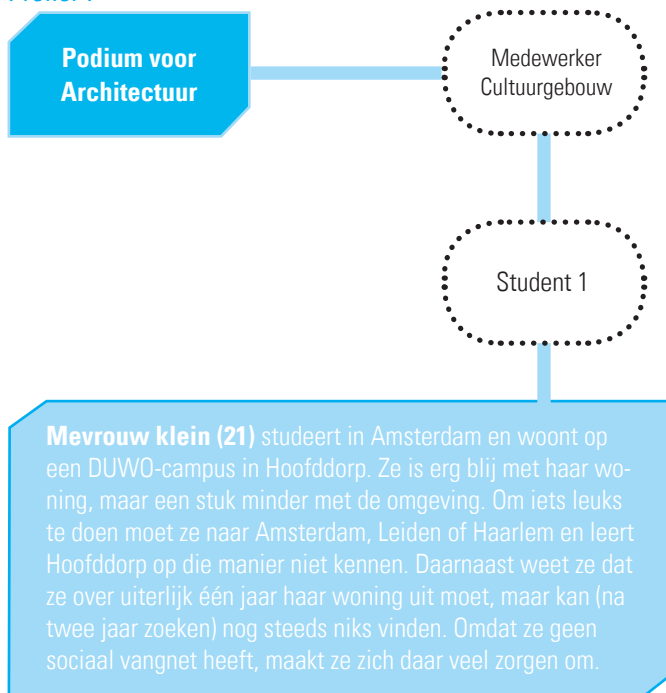 Podium voor
Architectuur
Medewerker
Cultuurgebouw
Student 1
Mevrouw klein (21) studeert in Amsterdam en woont op
een DUWO-campus in Hoofddorp. Ze is erg blij met haar wo-
ning, maar een stuk minder met de omgeving. Om iets leuks
te doen moet ze naar Amsterdam, Leiden of Haarlem en leert
Hoofddorp op die manier niet kennen. Daarnaast weet ze dat
ze over uiterlijk één jaar haar woning uit moet, maar kan (na
twee jaar zoeken) nog steeds niks vinden. Omdat ze geen
sociaal vangnet heeft, maakt ze zich daar veel zorgen om.